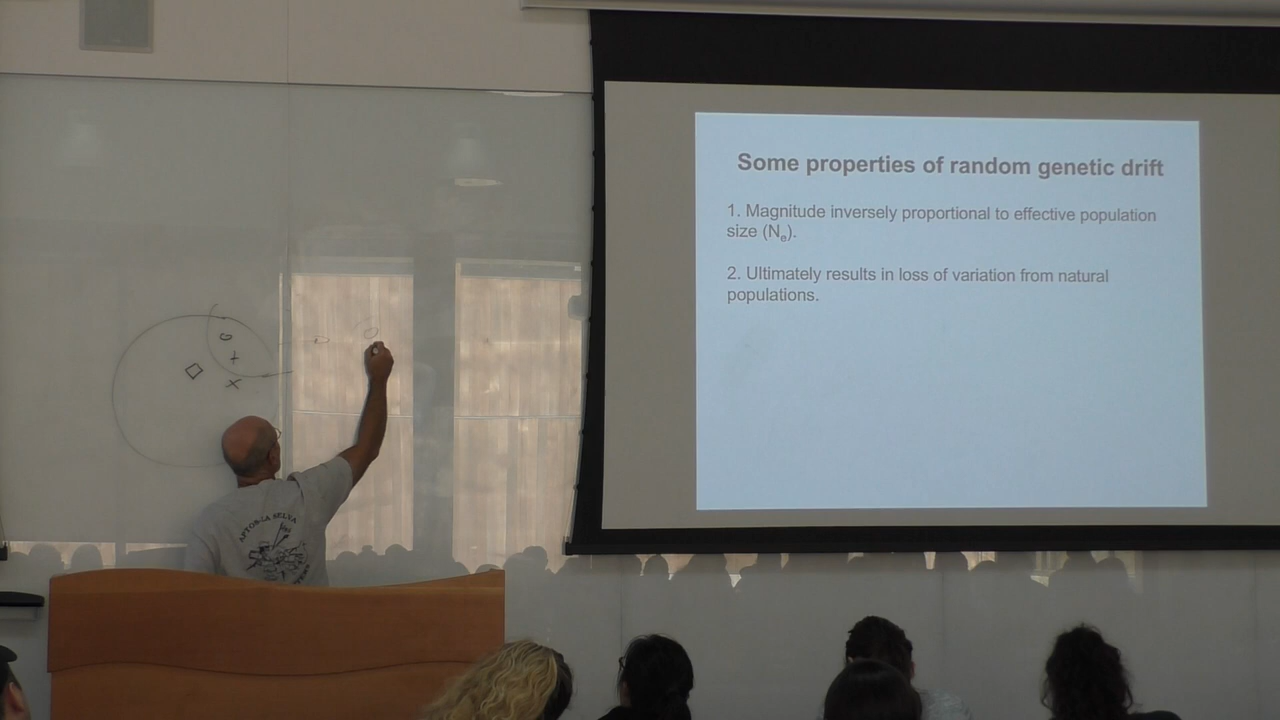 Some properties of random genetic drift
1. Magnitude inversely proportional to effective population
size (Ne).
2. Ultimately results in loss of variation from natural
populations.